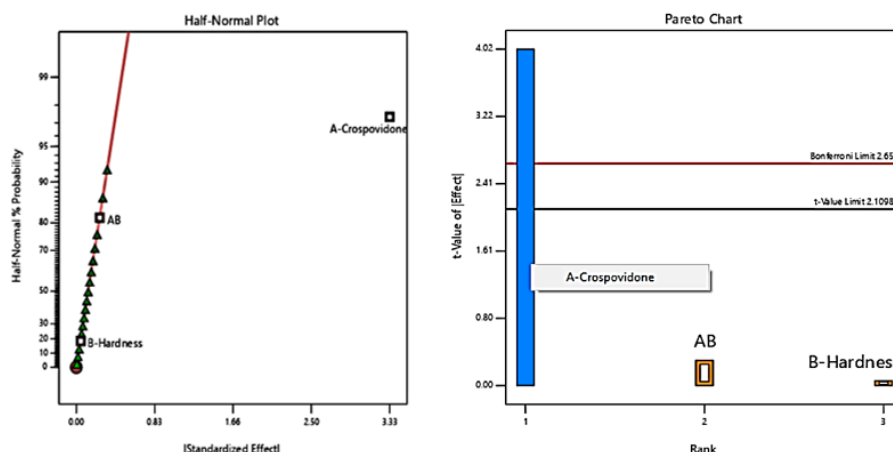 Half-Normal Plot
Half-Normal % Probability
99
95
90
80
70
50
30
20
10
0
A-Crospovidone
AB
B-Hardness
0.00
0.83
1.66
2.50
3.33
|Standardized Effect|
Pareto Chart
t-Value of |Effect|
4.02
3.22
2.41
1.61
0.80
0.00
Bonferroni Limit 2.65
t-Value Limit 2.1098
A-Crospovidone
AB
B-Hardnes
1
2
3
Rank